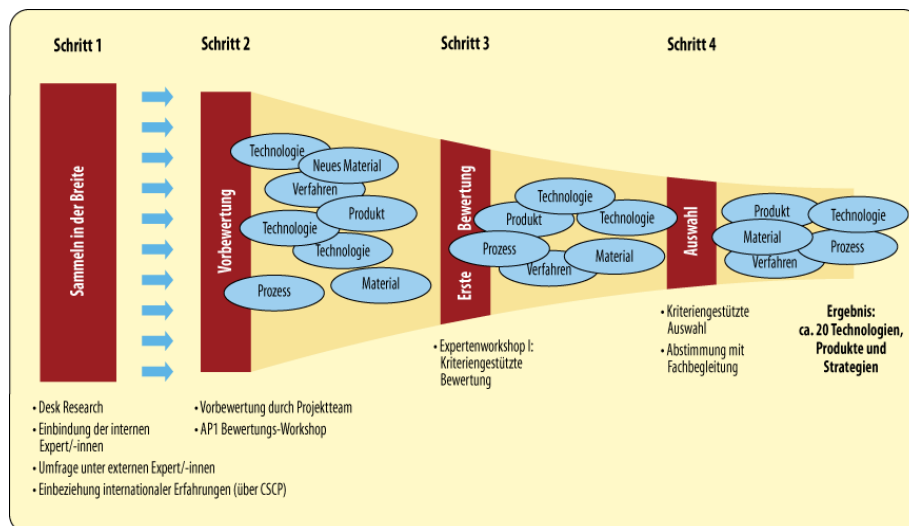 Schritt 1
Schritt 2
Schritt 3
Schritt 4
Sammeln in der Breite
Vorbewertung
Technologie
Neues Material
Verfahren
Produkt
Technologie
Technologie
Prozess
Material
Erste Bewertung
Technologie
Produkt
Technologie
Prozess
Material
Verfahren
Auswahl
Produkt
Technologie
Material
Prozess
Verfahren
• Desk Research
• Einbindung der internen
Expert/-innen
• Umfrage unter externen Expert/-innen
• Einbeziehung internationaler Erfahrungen (über CSCP)
• Vorbewertung durch Projektteam
• AP1 Bewertungs-Workshop
• Expertenworkshop I:
Kriteriengestützte
Bewertung
• Kriteriengestützte
Auswahl
• Abstimmung mit
Fachbegleitung
Ergebnis:
ca. 20 Technologien,
Produkte und
Strategien